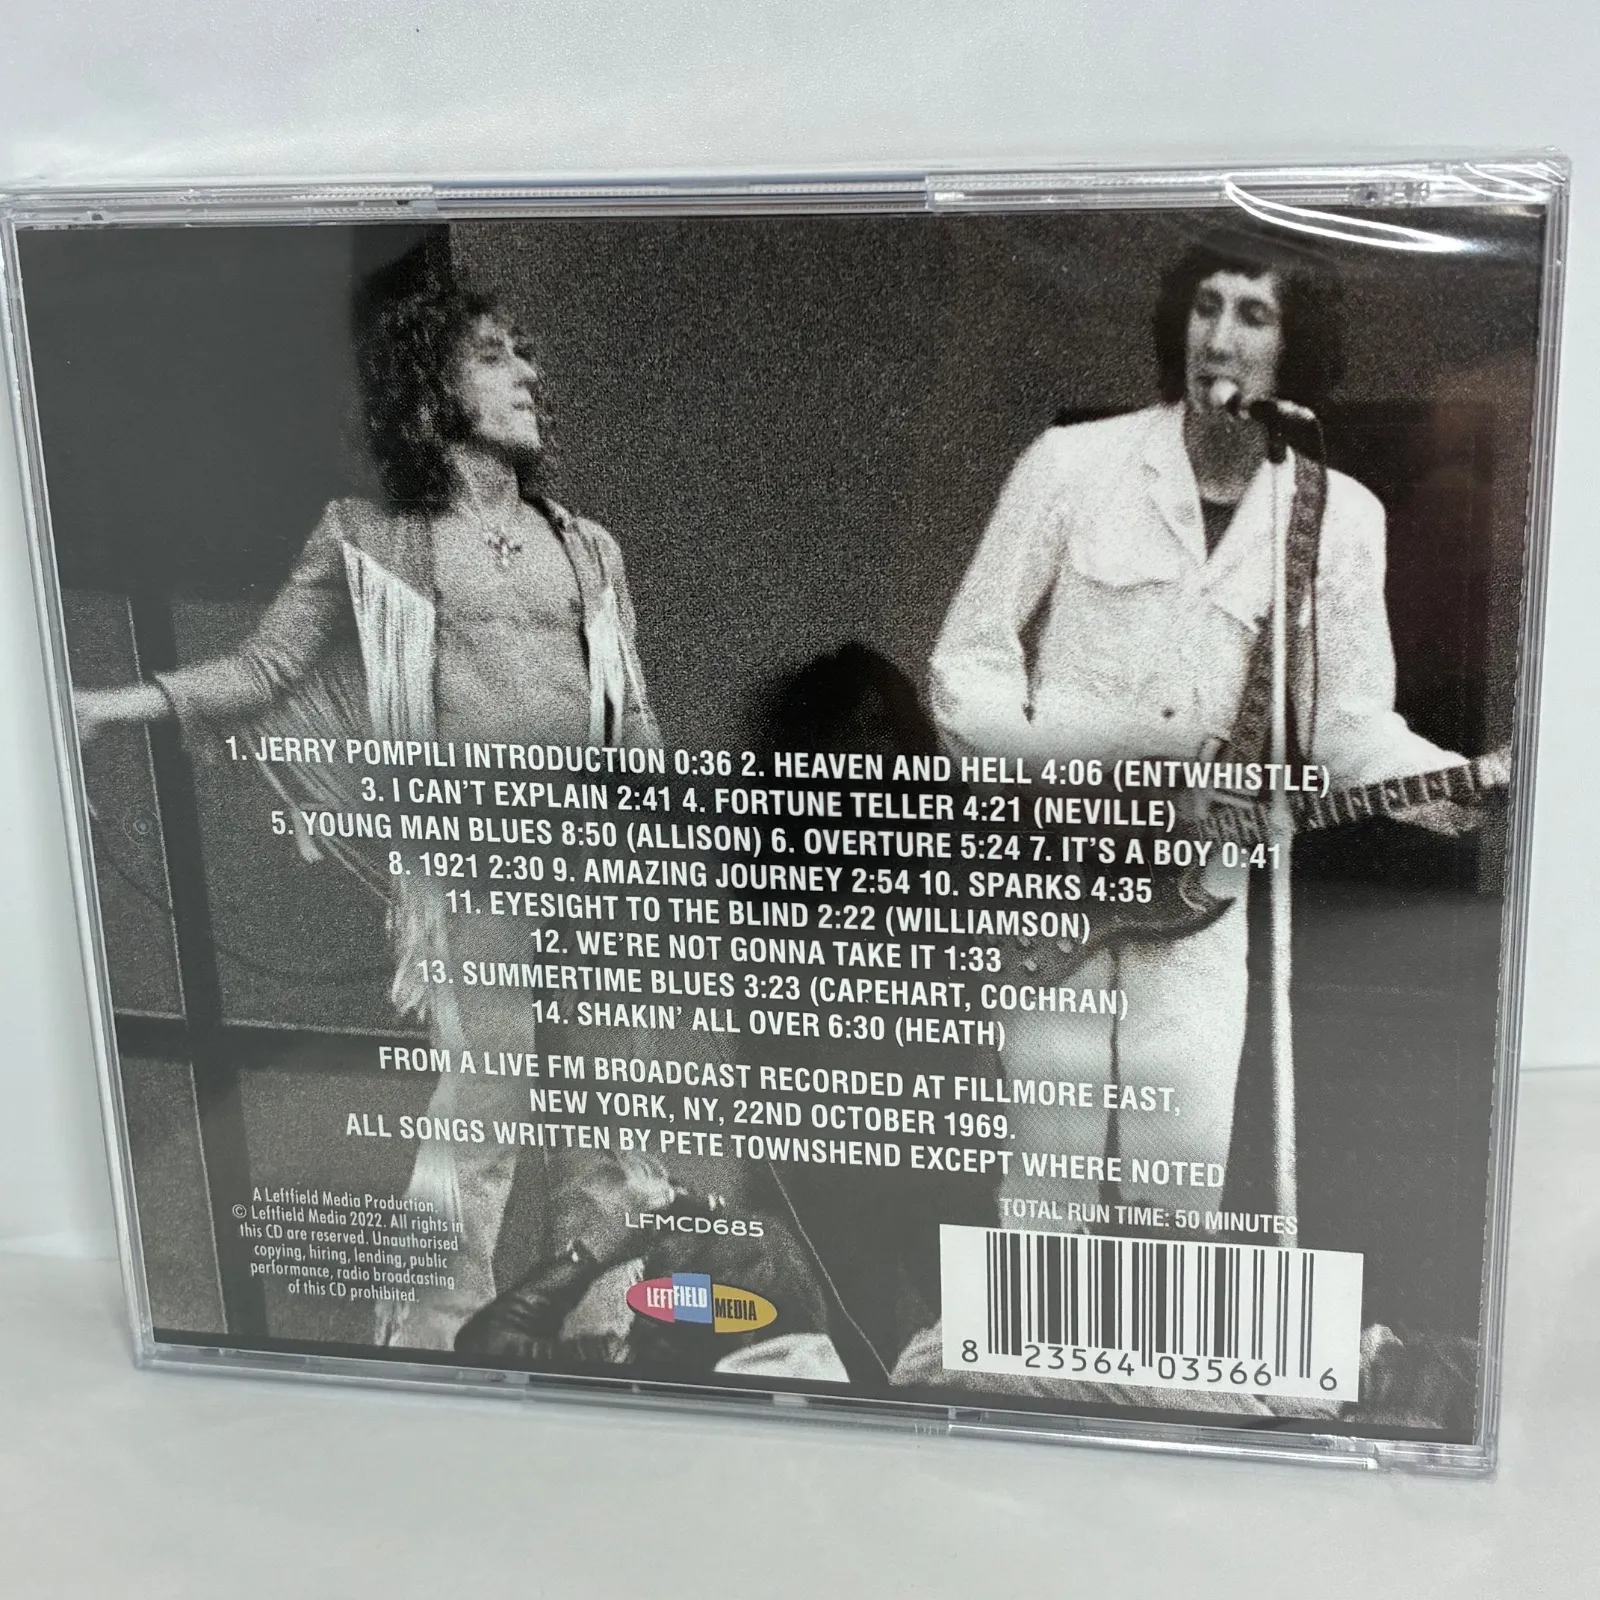 1. JERRY POMPILI INTRODUCTION 0:36 2. HEAVEN AND HELL 4:06 (ENTWHISTLE)
3. I CAN'T EXPLAIN 2:41 4. FORTUNE TELLER 4:21 (NEVILLE)
5. YOUNG MAN BLUES 8:50 (ALLISON) 6. OVERTURE 5:24 7. IT'S A BOY 0:41
8. 1921 2:30 9. AMAZING JOURNEY 2:54 10. SPARKS 4:35
11. EYESIGHT TO THE BLIND 2:22 (WILLIAMSON)
12. WE'RE NOT GONNA TAKE IT 1:33
13. SUMMERTIME BLUES 3:23 (CAPEHART, COCHRAN)
14. SHAKIN' ALL OVER 6:30 (HEATH)
FROM A LIVE FM BROADCAST RECORDED AT FILLMORE EAST,
NEW YORK, NY, 22ND OCTOBER 1969.
ALL SONGS WRITTEN BY PETE TOWNSHEND EXCEPT WHERE NOTED
A Leftfield Media Production.
© Leftfield Media 2022. All rights in
this CD are reserved. Unauthorised
copying, hiring, lending, public
performance, radio broadcasting
of this CD prohibited.
LFMCD685
LEFTFIELD MEDIA
TOTAL RUN TIME: 50 MINUTES
8 23564 03566 6